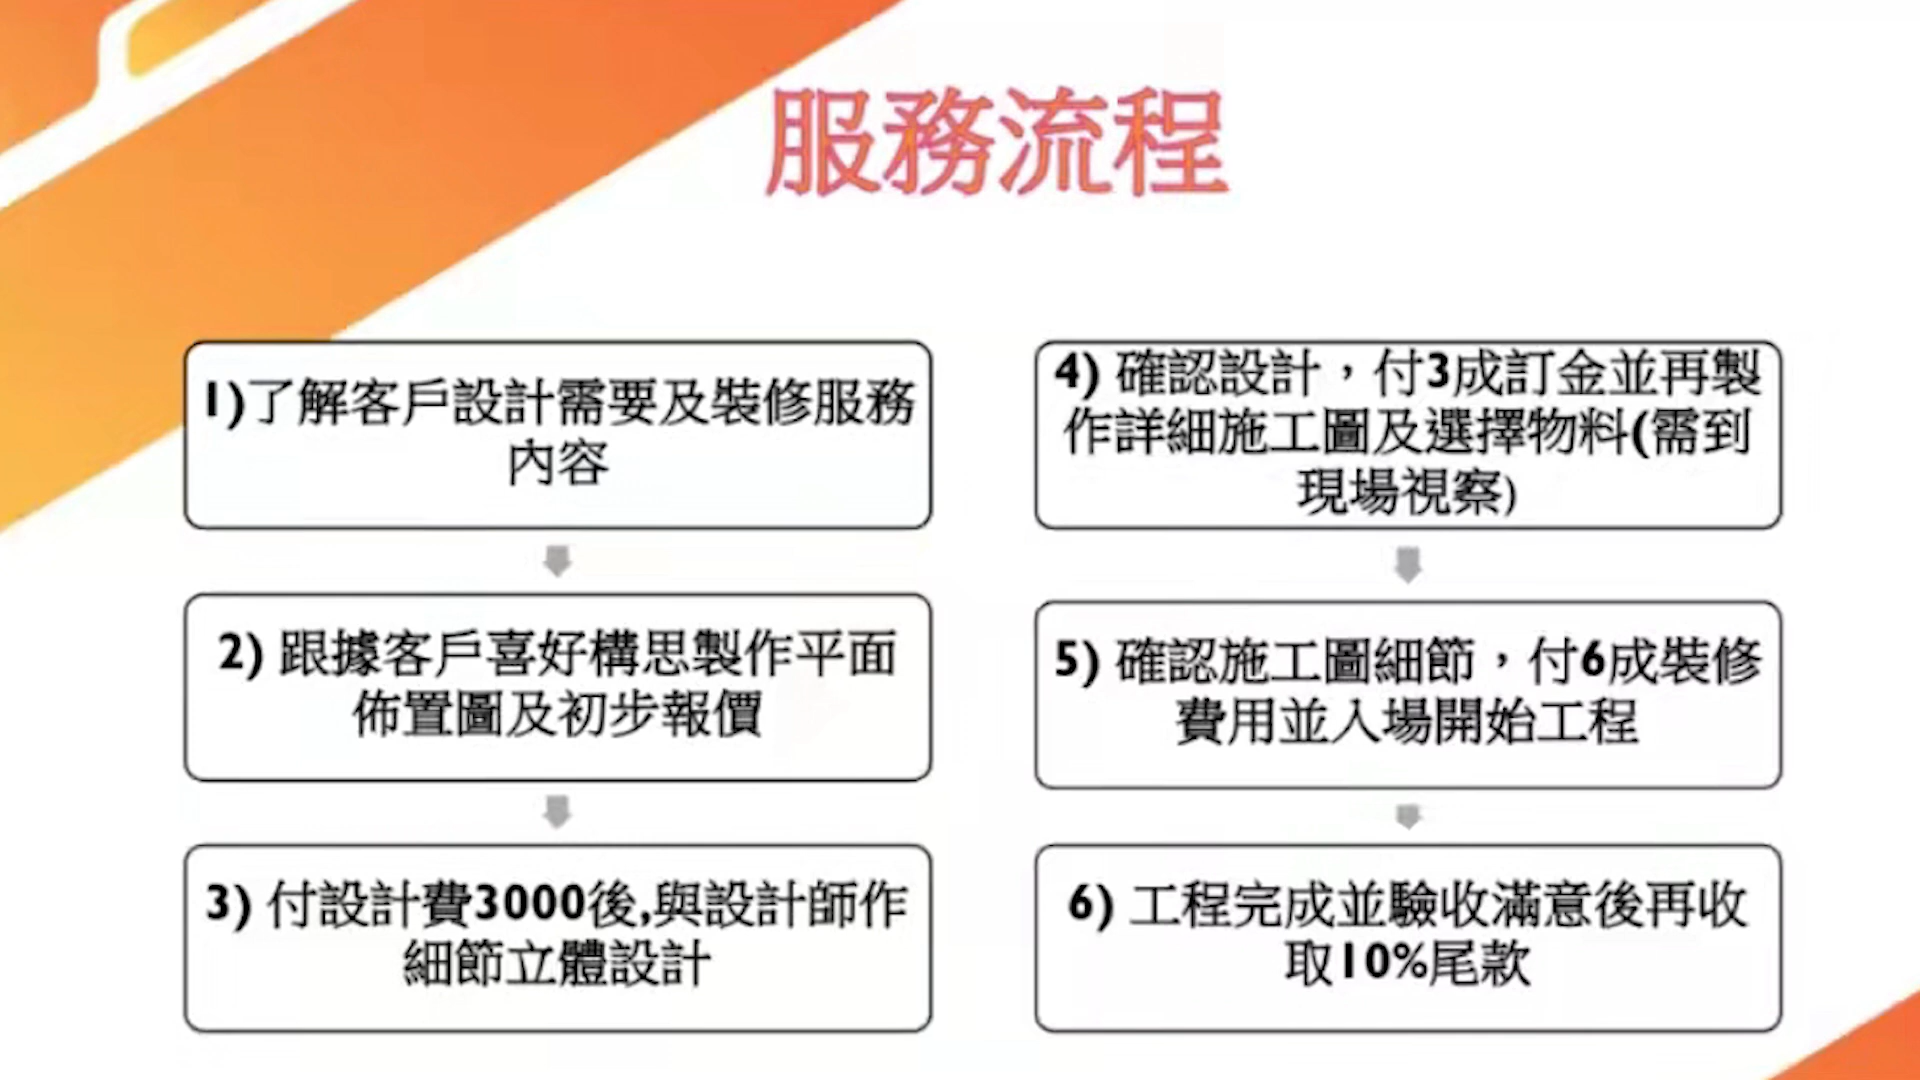 服務流程
1)了解客戶設計需要及裝修服務
內容
2) 跟據客戶喜好構思製作平面
佈置圖及初步報價
3) 付設計費3000後,與設計師作
細節立體設計
4) 確認設計，付3成訂金並再製
作詳細施工圖及選擇物料(需到
現場視察)
5) 確認施工圖細節，付6成裝修
費用並入場開始工程
6) 工程完成並驗收滿意後再收
取10%尾款